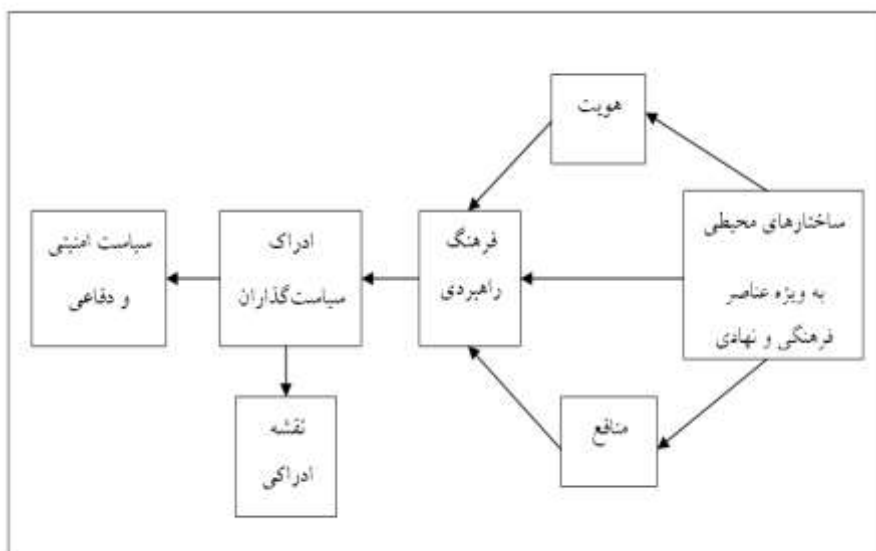 ساختارهای محیطی
به ویژه عناصر
فرهنگی و نهادی
هویت
منافع
فرهنگ
راهبردی
ادراک
سیاست‌گذاران
نقشه
ادراکی
سیاست امنیتی
و دفاعی